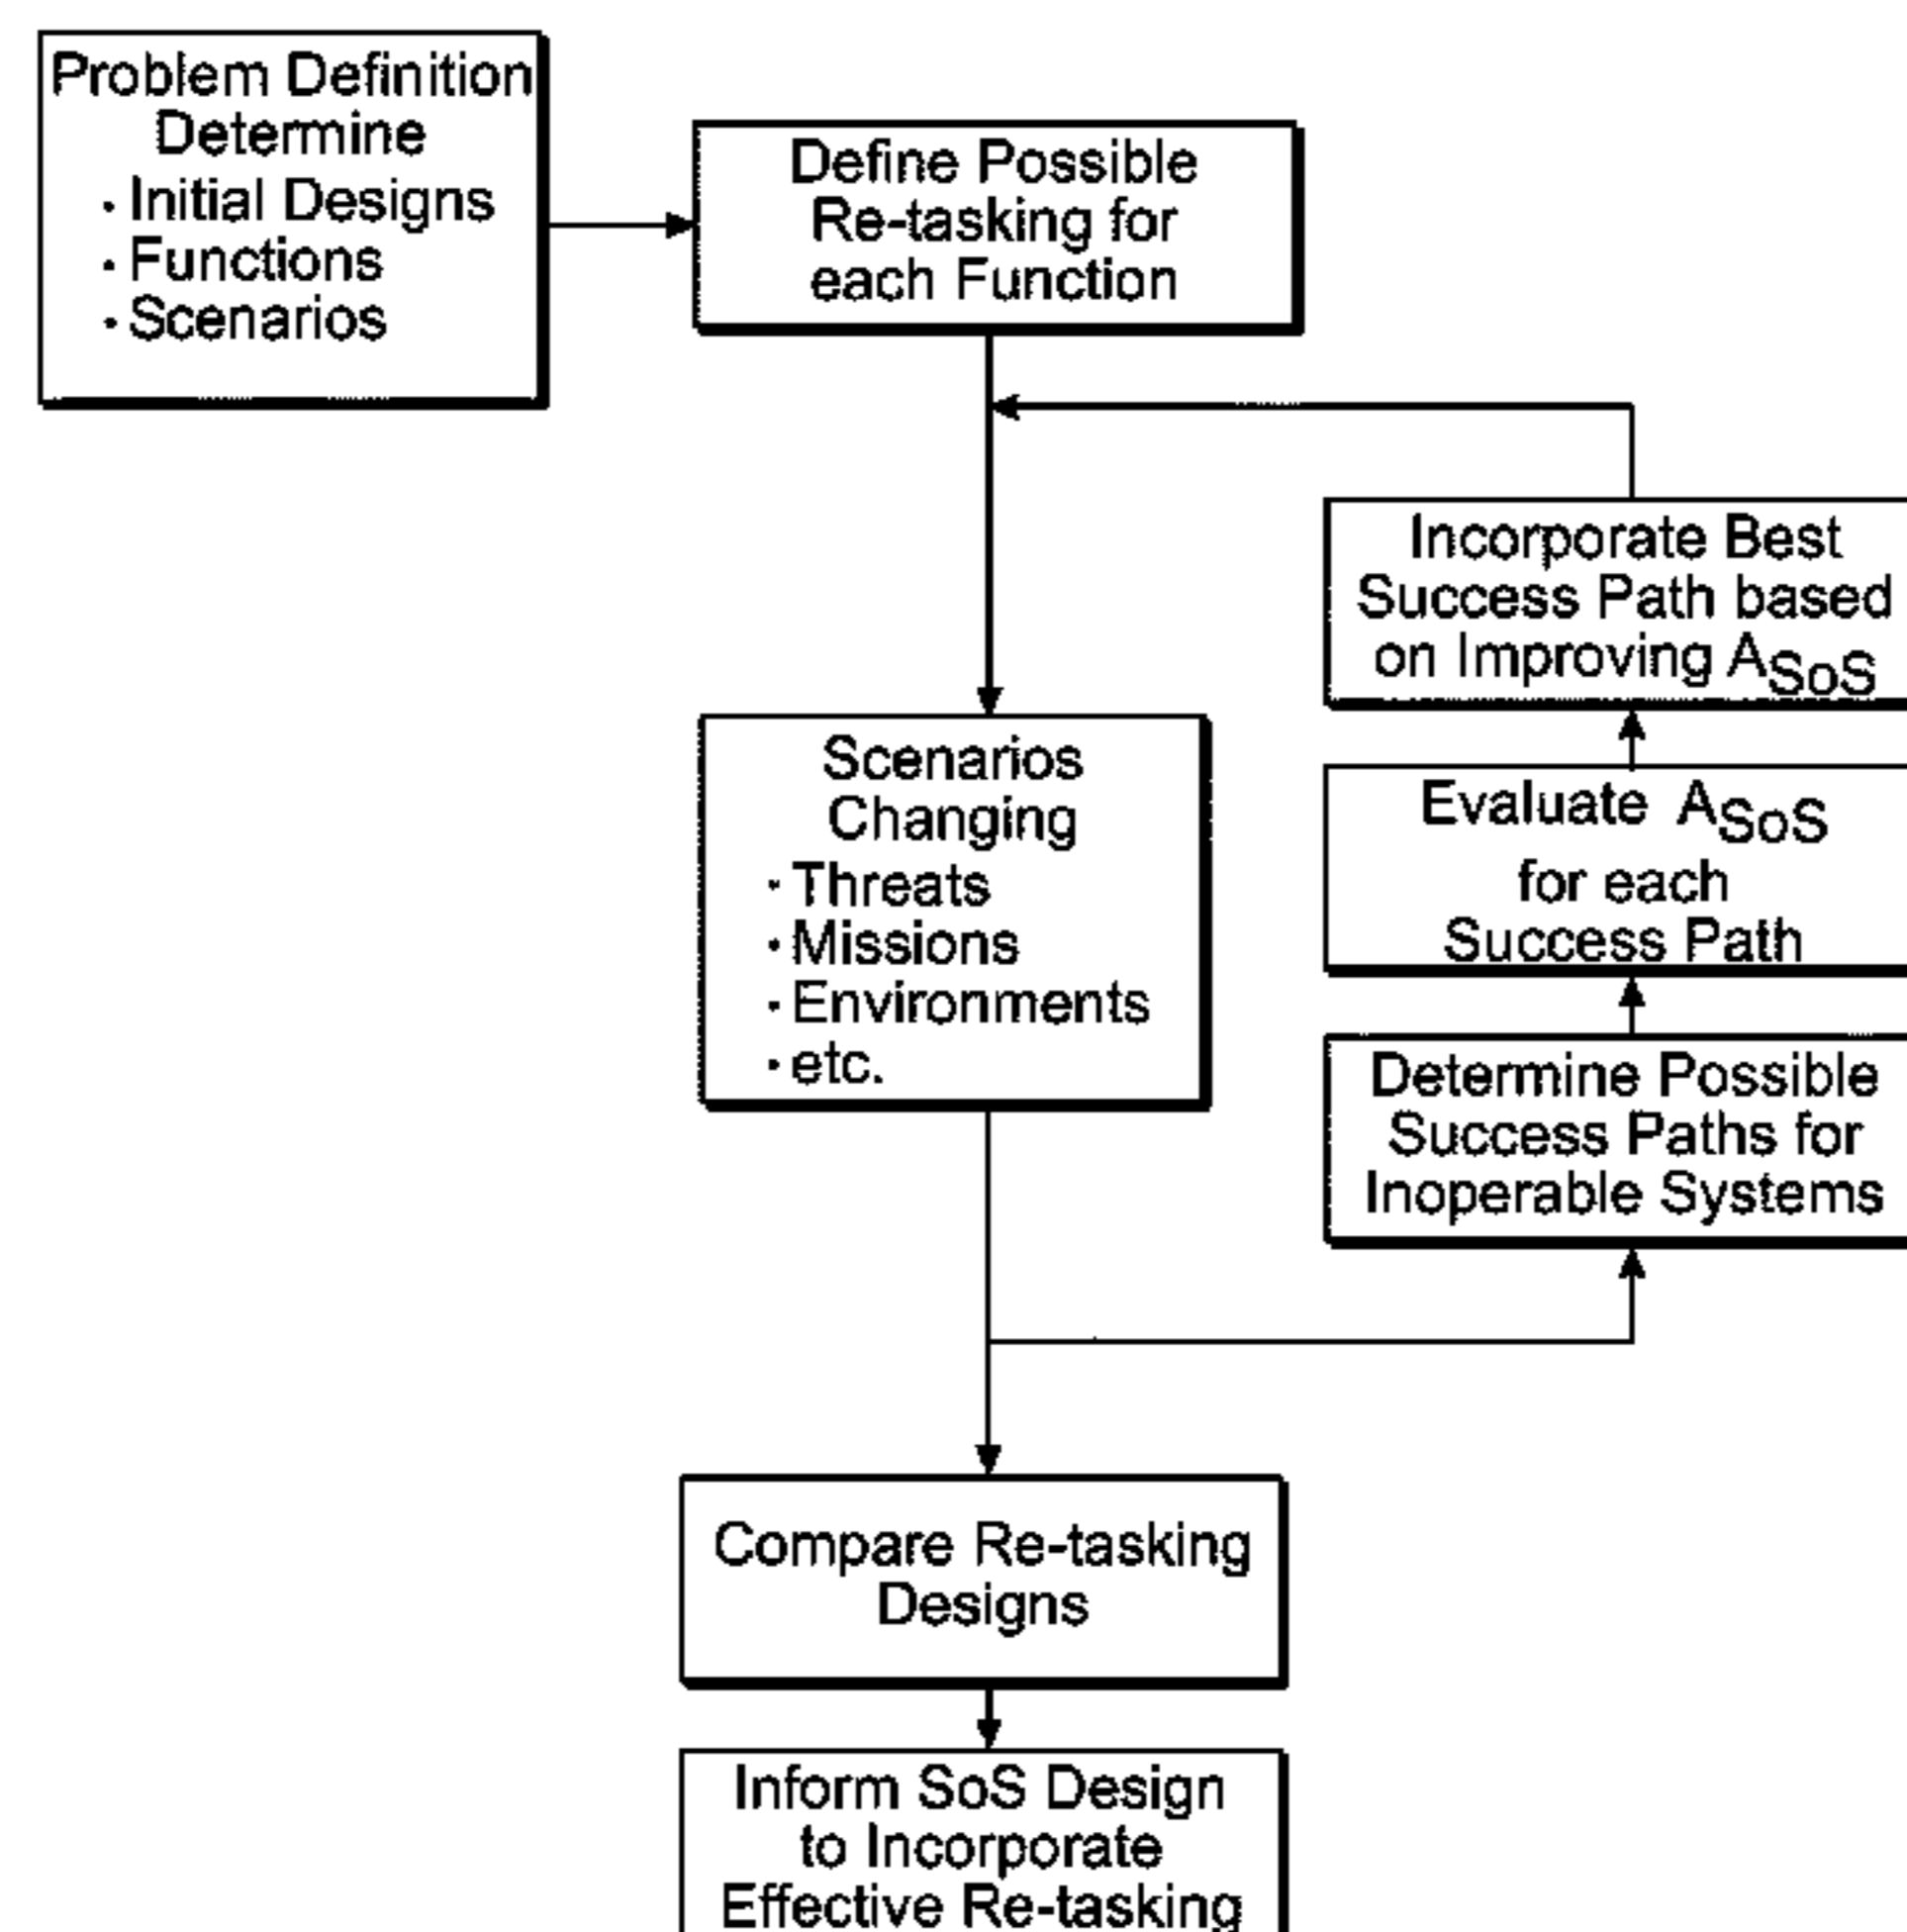 Problem Definition
Determine
· Initial Designs
· Functions
· Scenarios
Define Possible
Re-tasking for
each Function
Scenarios
Changing
· Threats
· Missions
· Environments
· etc.
Incorporate Best
Success Path based
on Improving ASoS
Evaluate ASoS
for each
Success Path
Determine Possible
Success Paths for
Inoperable Systems
Compare Re-tasking
Designs
Inform SoS Design
to Incorporate
Effective Re-tasking